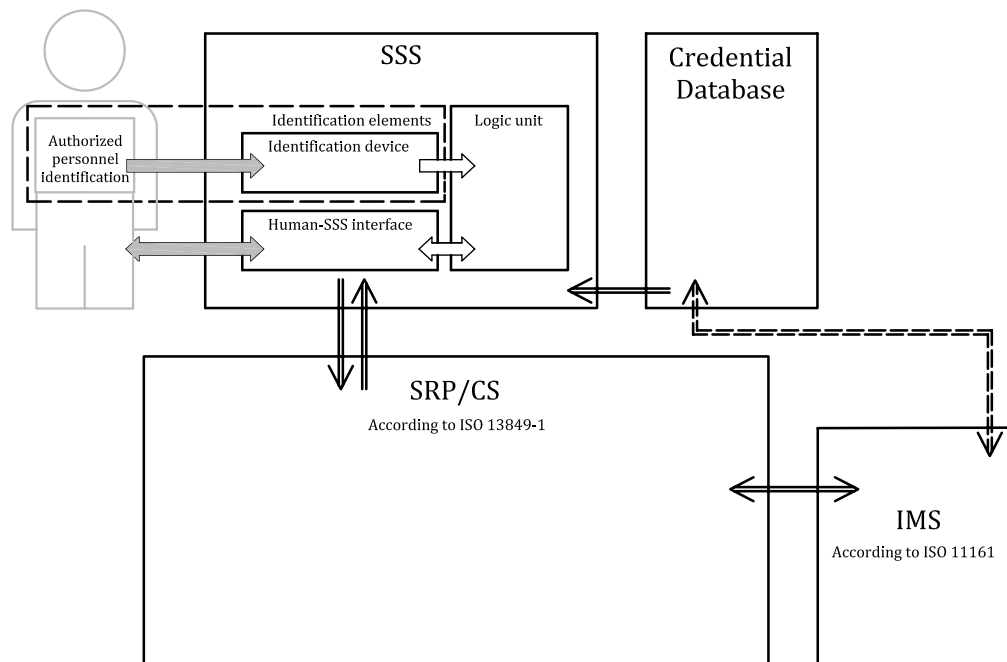 SSS
Credential
Database
Identification elements
Logic unit
Authorized
personnel
identification
Identification device
Human-SSS interface
SRP/CS
According to ISO 13849-1
IMS
According to ISO 11161